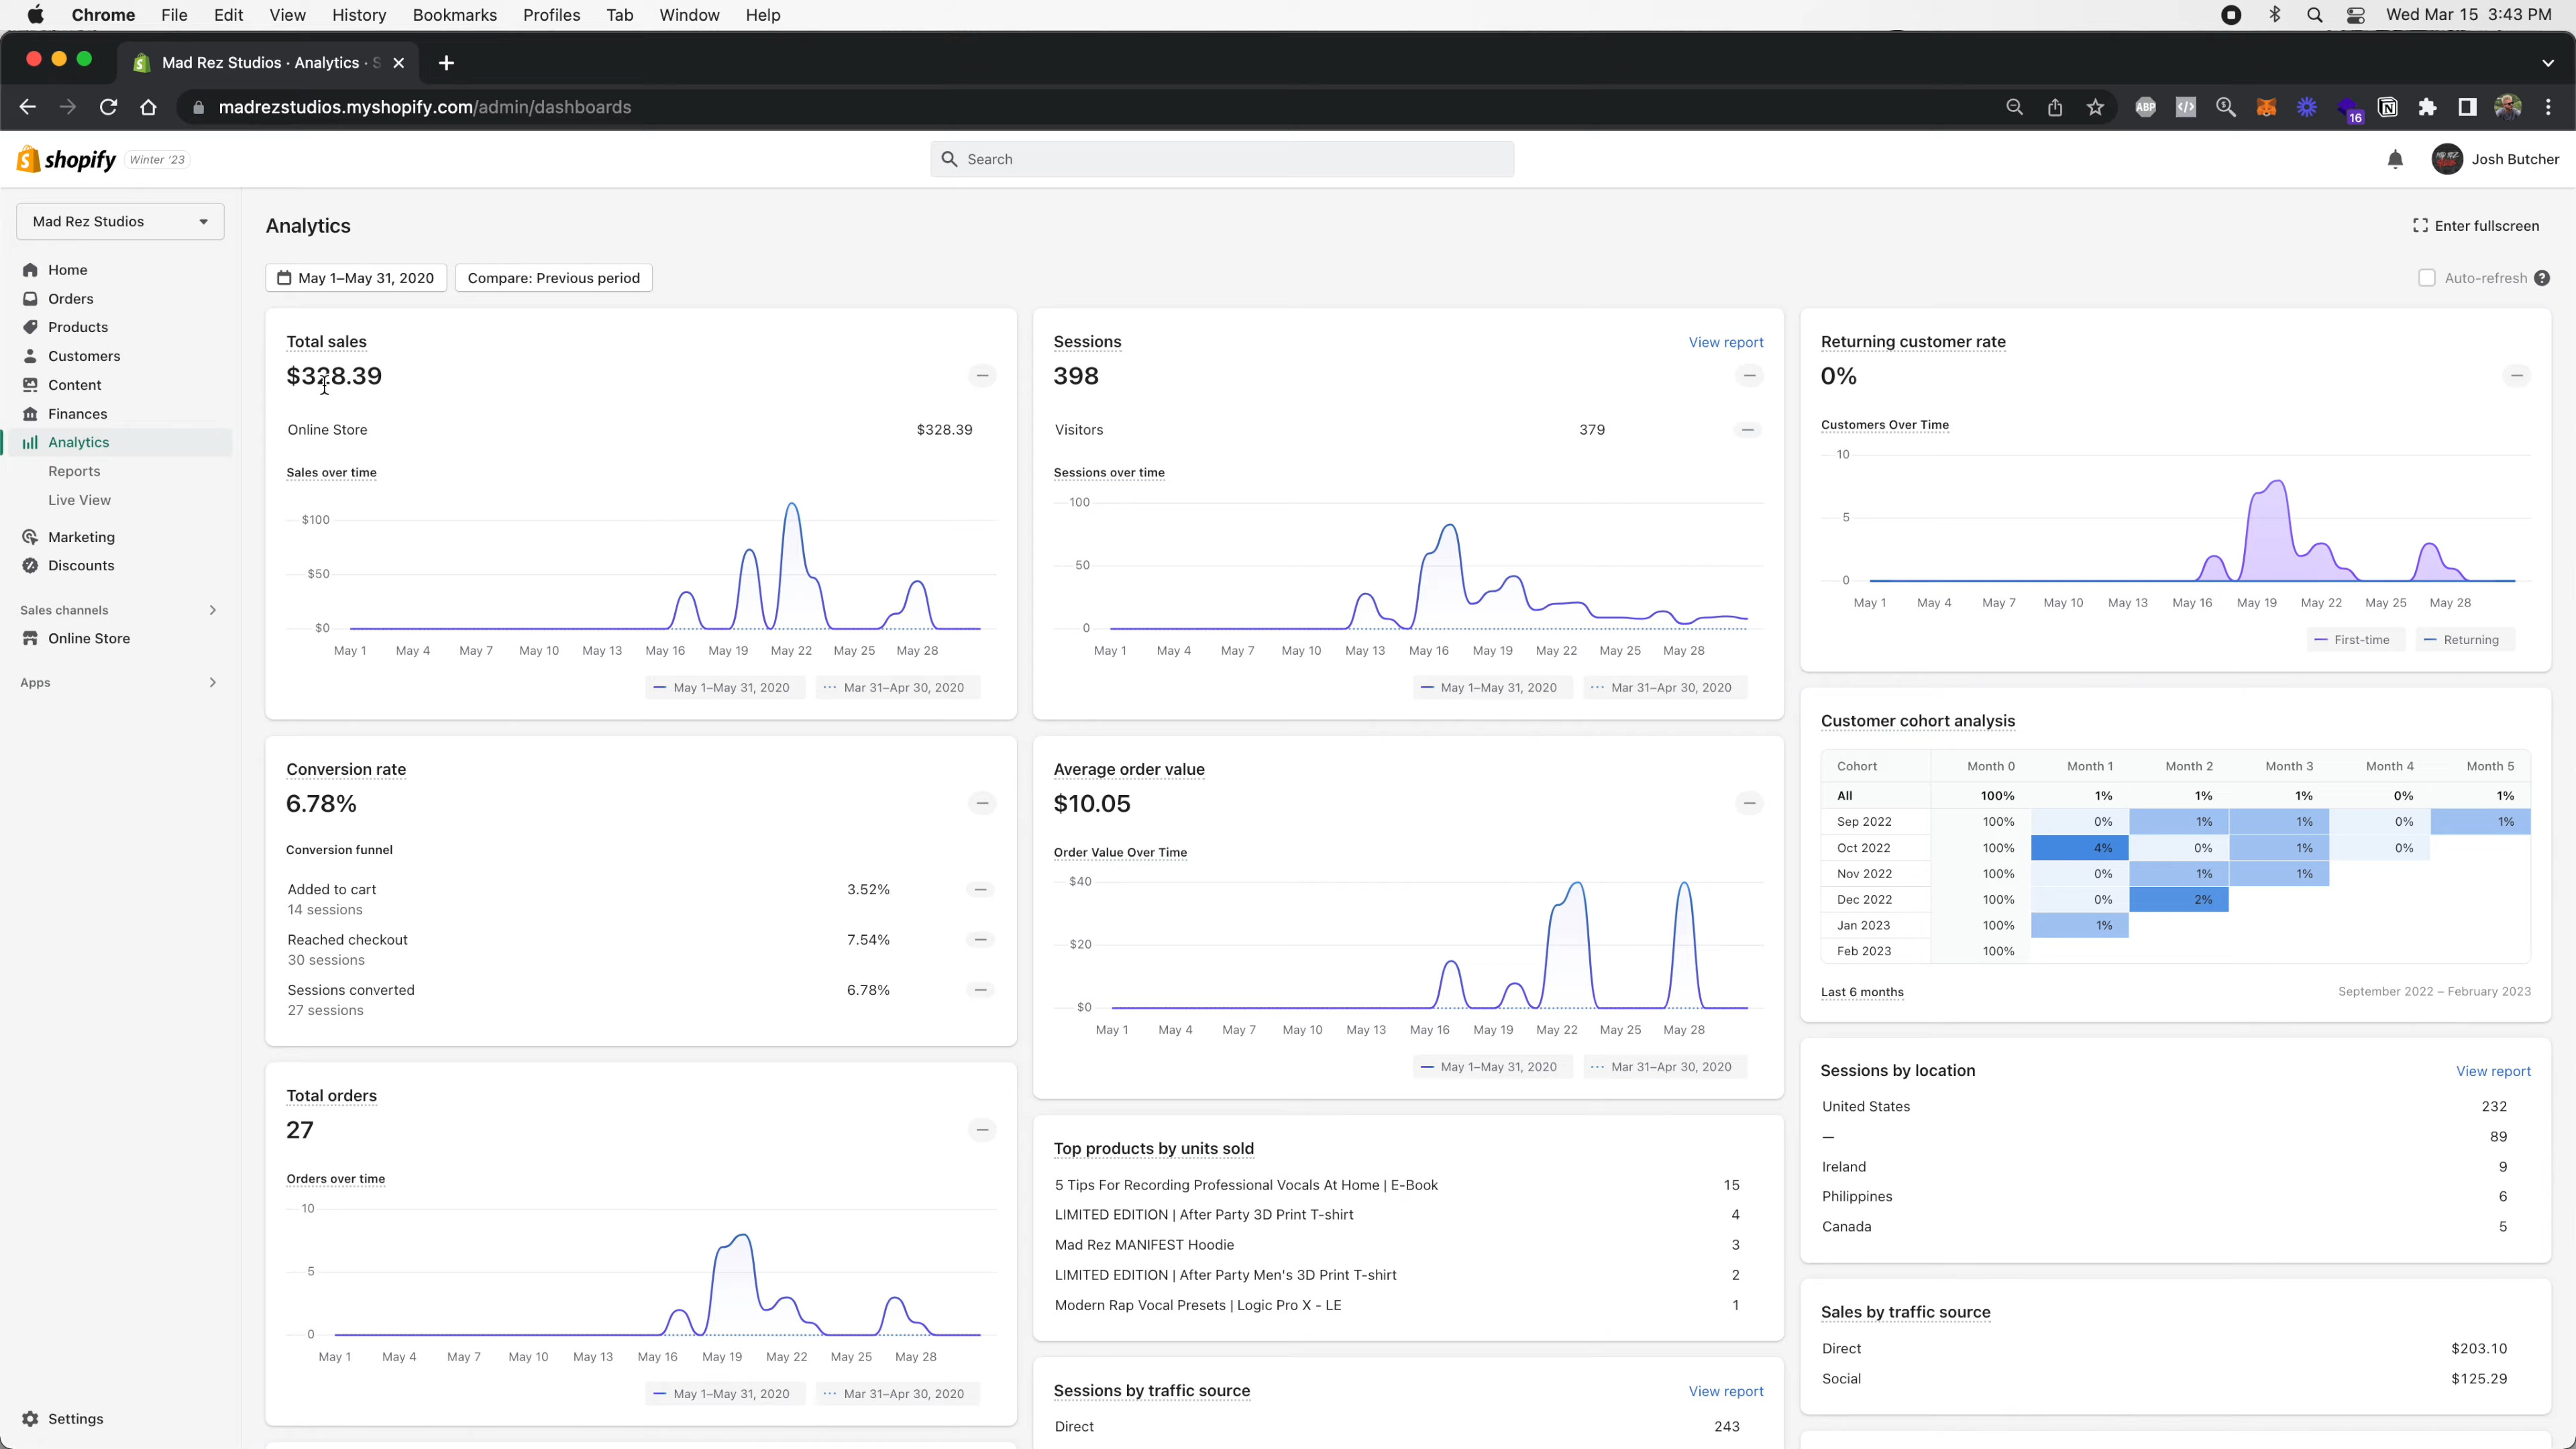 Chrome File Edit View History Bookmarks Profiles Tab Window Help
Wed Mar 15 3:43 PM
Mad Rez Studios · Analytics · S
madrezstudios.myshopify.com/admin/dashboards
ABP
16
shopify
Winter '23
Search
Josh Butcher
Mad Rez Studios
Home
Orders
Products
Customers
Content
Finances
Analytics
Reports
Live View
Marketing
Discounts
Sales channels
Online Store
Apps
Settings
Analytics
Enter fullscreen
May 1–May 31, 2020
Compare: Previous period
Auto-refresh
Total sales
$328.39
Online Store $328.39
Sales over time
$100
$50
$0
May 1 May 4 May 7 May 10 May 13 May 16 May 19 May 22 May 25 May 28
May 1–May 31, 2020 Mar 31–Apr 30, 2020
Conversion rate
6.78%
Conversion funnel
Added to cart 3.52%
14 sessions
Reached checkout 7.54%
30 sessions
Sessions converted 6.78%
27 sessions
Total orders
27
Orders over time
10
5
0
May 1 May 4 May 7 May 10 May 13 May 16 May 19 May 22 May 25 May 28
May 1–May 31, 2020 Mar 31–Apr 30, 2020
Sessions View report
398
Visitors 379
Sessions over time
100
50
0
May 1 May 4 May 7 May 10 May 13 May 16 May 19 May 22 May 25 May 28
May 1–May 31, 2020 Mar 31–Apr 30, 2020
Average order value
$10.05
Order Value Over Time
$40
$20
$0
May 1 May 4 May 7 May 10 May 13 May 16 May 19 May 22 May 25 May 28
May 1–May 31, 2020 Mar 31–Apr 30, 2020
Top products by units sold
5 Tips For Recording Professional Vocals At Home | E-Book 15
LIMITED EDITION | After Party 3D Print T-shirt 4
Mad Rez MANIFEST Hoodie 3
LIMITED EDITION | After Party Men's 3D Print T-shirt 2
Modern Rap Vocal Presets | Logic Pro X - LE 1
Sessions by traffic source View report
Direct 243
Returning customer rate
0%
Customers Over Time
10
5
0
May 1 May 4 May 7 May 10 May 13 May 16 May 19 May 22 May 25 May 28
First-time Returning
Customer cohort analysis
Cohort Month 0 Month 1 Month 2 Month 3 Month 4 Month 5
All 100% 1% 1% 1% 0% 1%
Sep 2022 100% 0% 1% 1% 0% 1%
Oct 2022 100% 4% 0% 1% 0%
Nov 2022 100% 0% 1% 1%
Dec 2022 100% 0% 2%
Jan 2023 100% 1%
Feb 2023 100%
Last 6 months September 2022 – February 2023
Sessions by location View report
United States 232
— 89
Ireland 9
Philippines 6
Canada 5
Sales by traffic source
Direct $203.10
Social $125.29